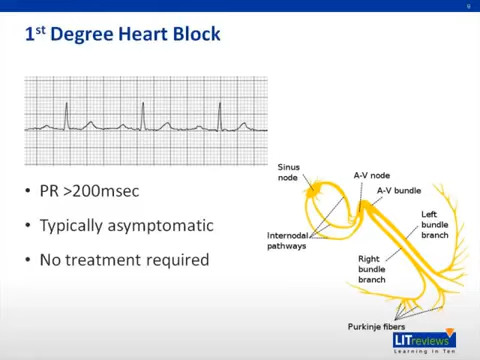 1st Degree Heart Block
• PR >200msec
• Typically asymptomatic
• No treatment required
Sinus
node
A-V node
A-V bundle
Left
bundle
branch
Internodal
pathways
Right
bundle
branch
Purkinje fibers
LITreviews
Learning in Ten